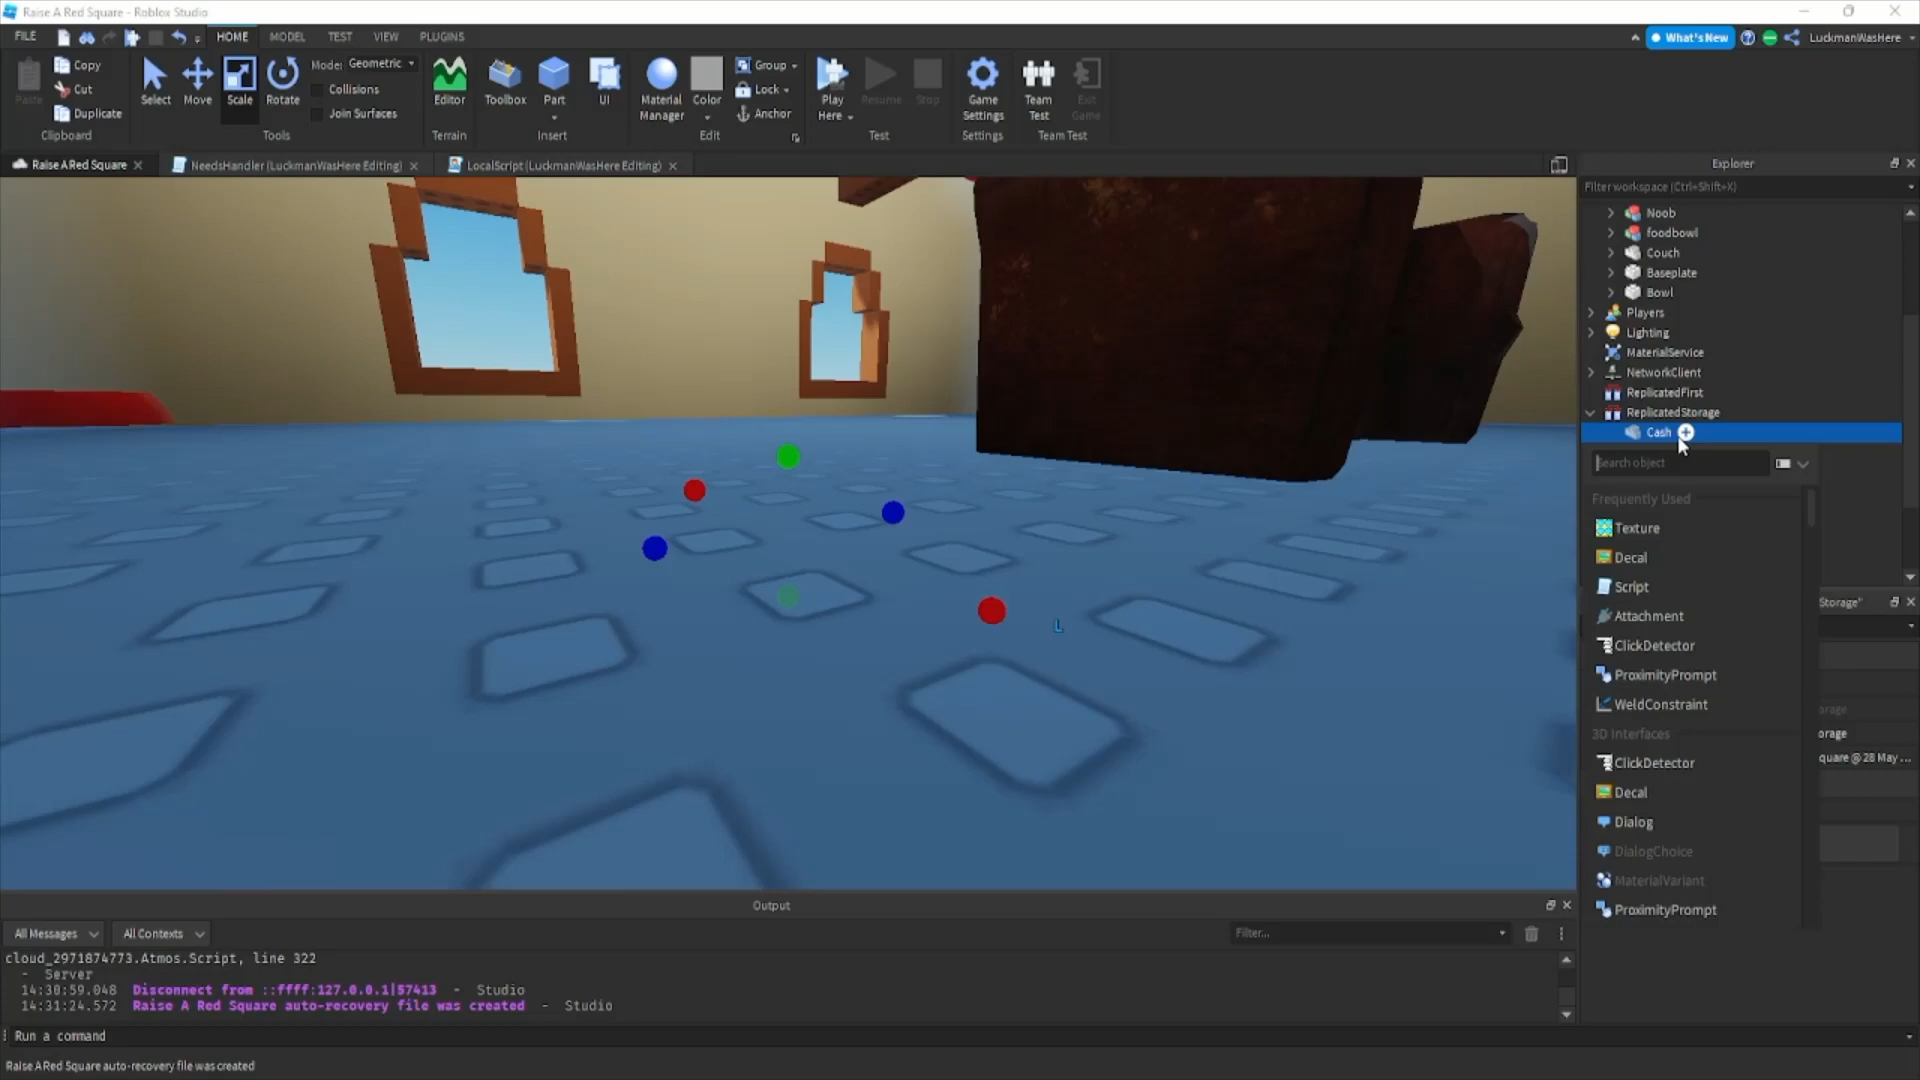 Raise A Red Square - Roblox Studio
FILE HOME MODEL TEST VIEW PLUGINS What's New LuckmanWasHere
Paste Copy Cut Duplicate Clipboard
Select Move Scale Rotate Mode: Geometric Collisions Join Surfaces Tools
Editor Terrain
Toolbox Part UI Insert
Material Manager Color Group Lock Anchor Edit
Play Here Resume Stop Test
Game Settings Settings
Team Test Exit Game Team Test
Raise A Red Square NeedsHandler (LuckmanWasHere Editing) LocalScript (LuckmanWasHere Editing)
Explorer
Filter workspace (Ctrl+Shift+X)
Noob
foodbowl
Couch
Baseplate
Bowl
Players
Lighting
MaterialService
NetworkClient
ReplicatedFirst
ReplicatedStorage
Cash
Search object
Frequently Used
Texture
Decal
Script
Attachment
ClickDetector
ProximityPrompt
WeldConstraint
3D Interfaces
ClickDetector
Decal
Dialog
DialogChoice
MaterialVariant
ProximityPrompt
Storage"
orage
orage
quare @ 28 May ...
L
Output
All Messages All Contexts Filter...
cloud_2971874773.Atmos.Script, line 322
- Server
14:30:59.048 Disconnect from ::ffff:127.0.0.1|57413 - Studio
14:31:24.572 Raise A Red Square auto-recovery file was created - Studio
Run a command
Raise A Red Square auto-recovery file was created